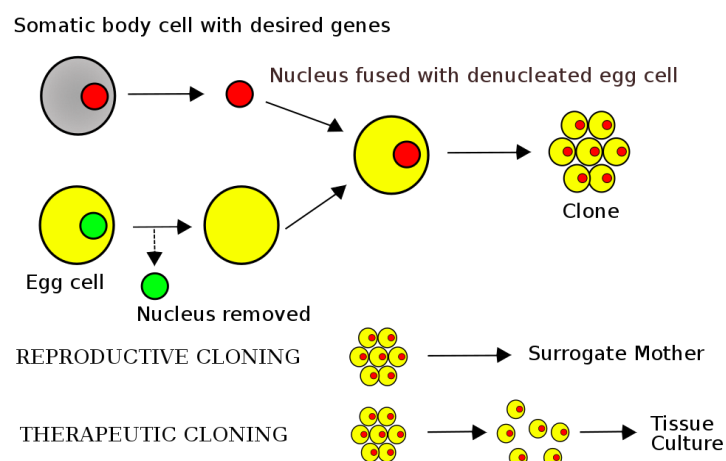 Somatic body cell with desired genes
Nucleus fused with denucleated egg cell
Clone
Egg cell
Nucleus removed
REPRODUCTIVE CLONING
Surrogate Mother
THERAPEUTIC CLONING
Tissue
Culture